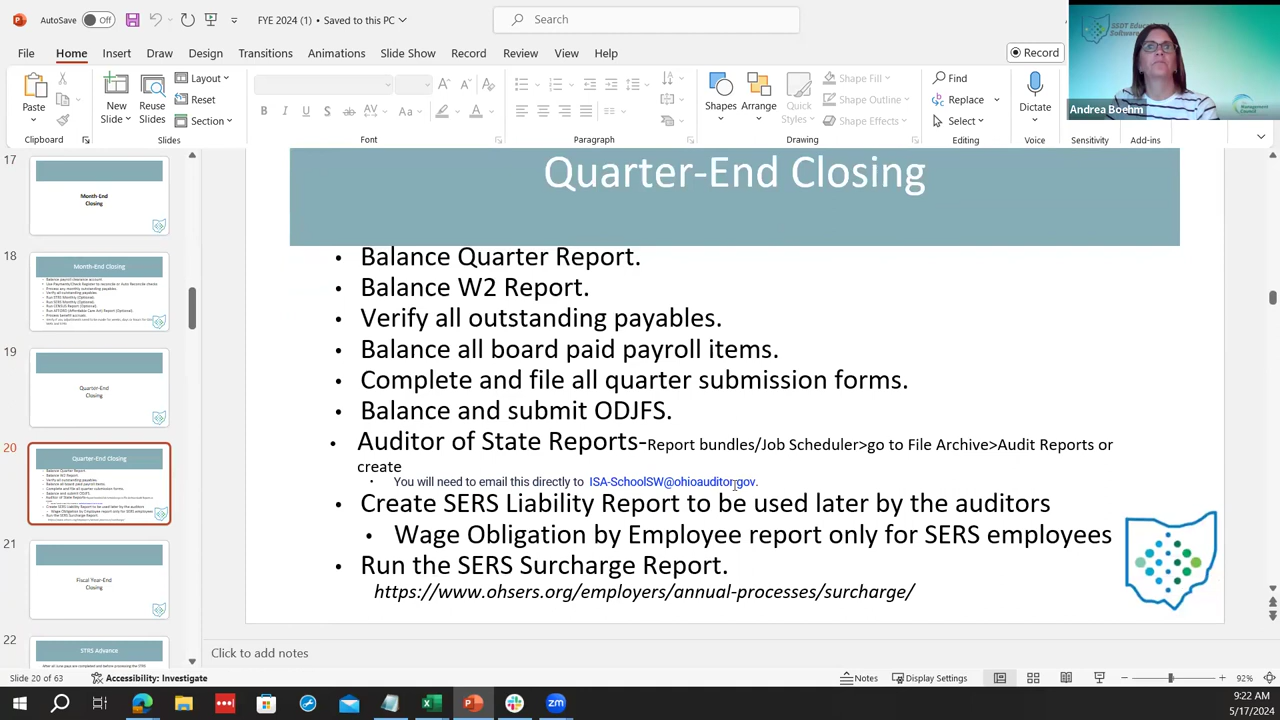 AutoSave Off FYE 2024 (1) • Saved to this PC Search
File Home Insert Draw Design Transitions Animations Slide Show Record Review View Help Record
Paste New Slide Reuse Slides Layout Reset Section
B I U S ab AV Aa A
Shapes Arrange Quick Styles Shape Fill Shape Outline Shape Effects
Find Replace Select Dictate
Clipboard Slides Font Paragraph Drawing Editing Voice Sensitivity Add-ins
SSDT Educational
Software
Andrea Boehm
Management
Council
17
Month-End
Closing
18
Month-End Closing
19
Quarter-End
Closing
20
Quarter-End Closing
21
Fiscal Year-End
Closing
22
STRS Advance
Quarter-End Closing
• Balance Quarter Report.
• Balance W2 Report.
• Verify all outstanding payables.
• Balance all board paid payroll items.
• Complete and file all quarter submission forms.
• Balance and submit ODJFS.
• Auditor of State Reports-Report bundles/Job Scheduler>go to File Archive>Audit Reports or
create
• You will need to email this directly to ISA-SchoolSW@ohioauditor.gov.
• Create SERS Liability Report to be used later by the auditors
• Wage Obligation by Employee report only for SERS employees
• Run the SERS Surcharge Report.
https://www.ohsers.org/employers/annual-processes/surcharge/
Click to add notes
Slide 20 of 63 Accessibility: Investigate Notes Display Settings 92%
9:22 AM
5/17/2024